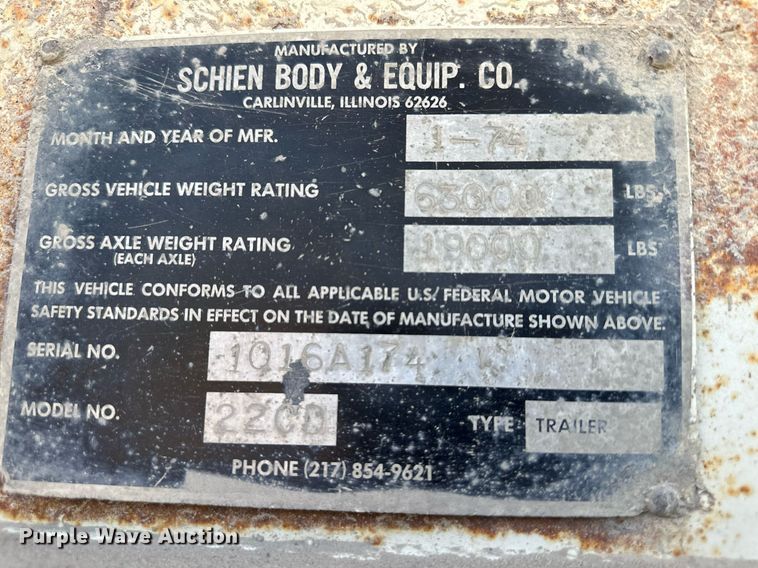 MANUFACTURED BY
SCHIEN BODY & EQUIP. CO.
CARLINVILLE, ILLINOIS 62626
MONTH AND YEAR OF MFR. 1-74
GROSS VEHICLE WEIGHT RATING 63000 LBS.
GROSS AXLE WEIGHT RATING 19000 LBS
(EACH AXLE)
THIS VEHICLE CONFORMS TO ALL APPLICABLE U.S. FEDERAL MOTOR VEHICLE
SAFETY STANDARDS IN EFFECT ON THE DATE OF MANUFACTURE SHOWN ABOVE.
SERIAL NO. 1016A174
MODEL NO. 22CD TYPE TRAILER
PHONE (217) 854-9621
Purple Wave Auction